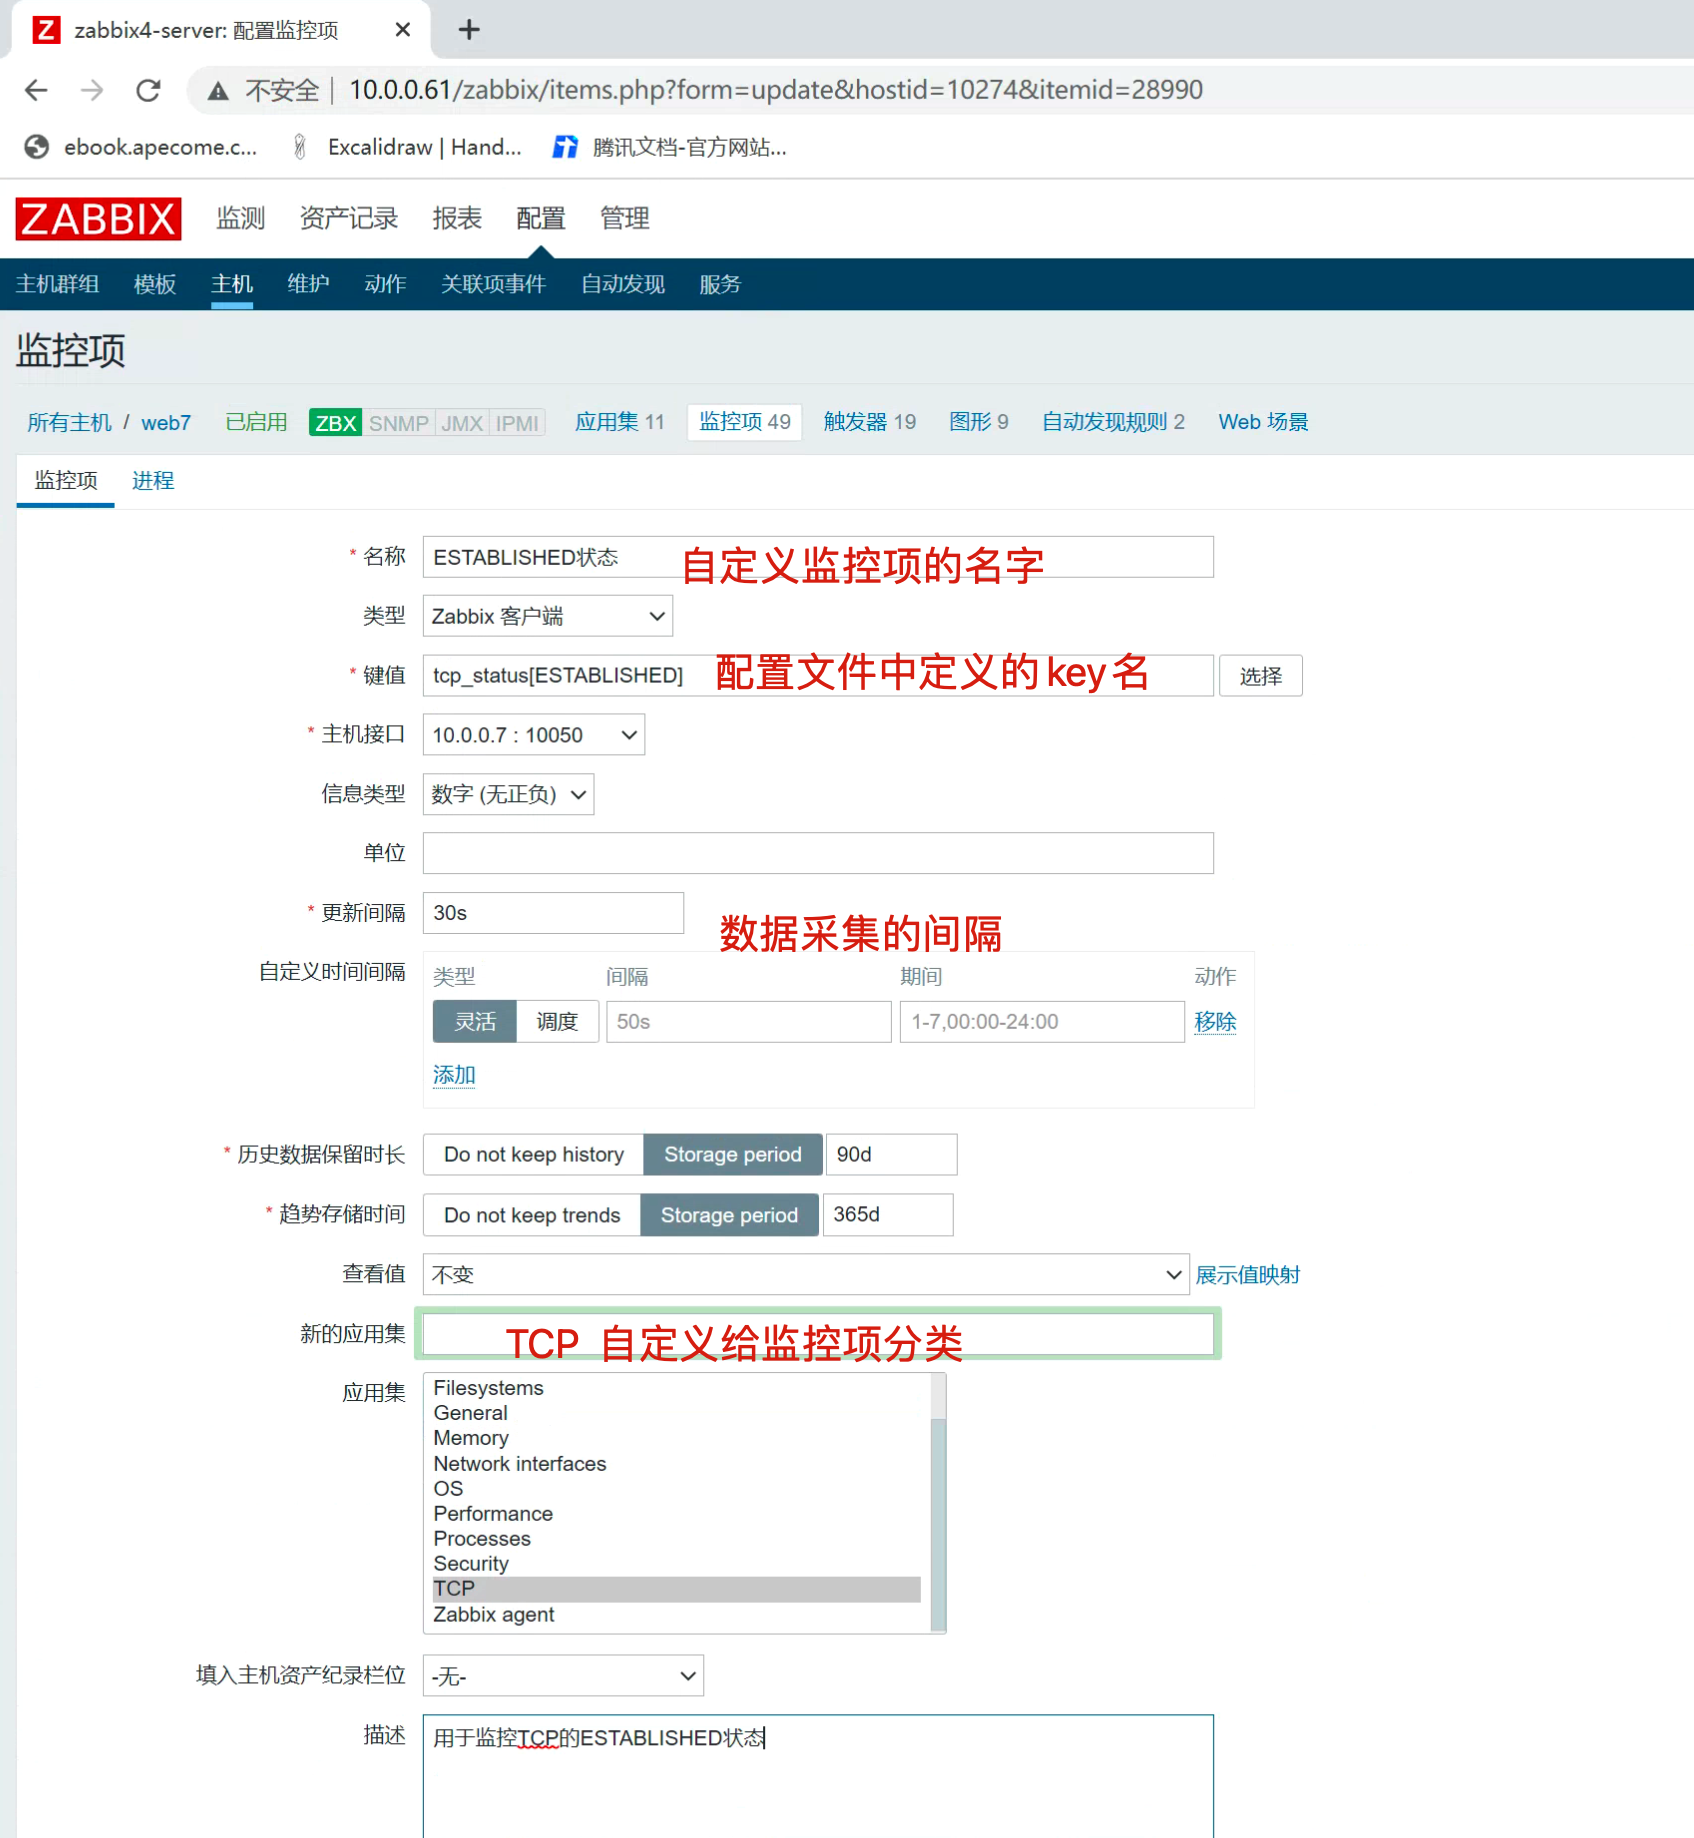 zabbix4-server: 配置监控项
不安全 | 10.0.0.61/zabbix/items.php?form=update&hostid=10274&itemid=28990
ebook.apecome.c... Excalidraw | Hand... 腾讯文档-官方网站...
ZABBIX 监测 资产记录 报表 配置 管理
主机群组 模板 主机 维护 动作 关联项事件 自动发现 服务
监控项
所有主机 / web7 已启用 ZBX SNMP JMX IPMI 应用集 11 监控项 49 触发器 19 图形 9 自动发现规则 2 Web 场景
监控项 进程
* 名称 ESTABLISHED状态 自定义监控项的名字
类型 Zabbix 客户端
* 键值 tcp_status[ESTABLISHED] 配置文件中定义的key名 选择
* 主机接口 10.0.0.7 : 10050
信息类型 数字 (无正负)
单位
* 更新间隔 30s 数据采集的间隔
自定义时间间隔 类型 间隔 期间 动作
灵活 调度 50s 1-7,00:00-24:00 移除
添加
* 历史数据保留时长 Do not keep history Storage period 90d
* 趋势存储时间 Do not keep trends Storage period 365d
查看值 不变 展示值映射
新的应用集 TCP 自定义给监控项分类
应用集 Filesystems
General
Memory
Network interfaces
OS
Performance
Processes
Security
TCP
Zabbix agent
填入主机资产纪录栏位 -无-
描述 用于监控TCP的ESTABLISHED状态